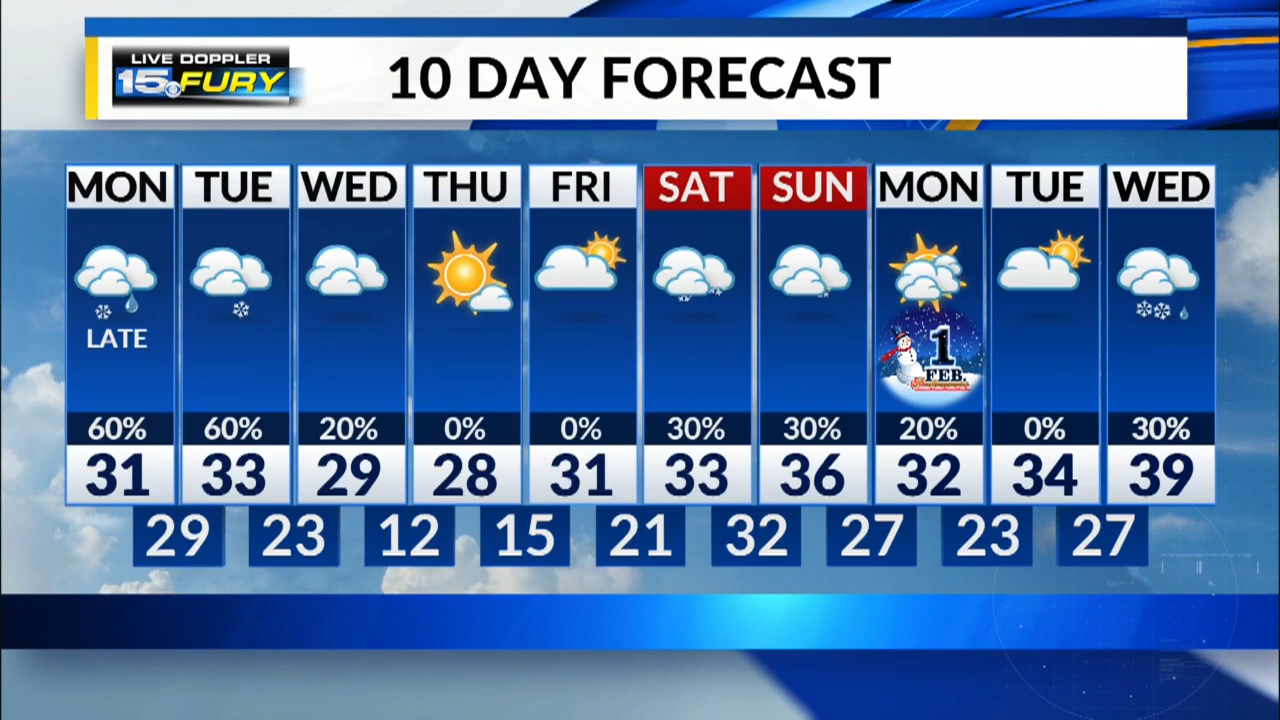 LIVE DOPPLER
15 FURY
10 DAY FORECAST
MON TUE WED THU FRI SAT SUN MON TUE WED
LATE
1
FEB.
60% 60% 20% 0% 0% 30% 30% 20% 0% 30%
31 33 29 28 31 33 36 32 34 39
29 23 12 15 21 32 27 23 27